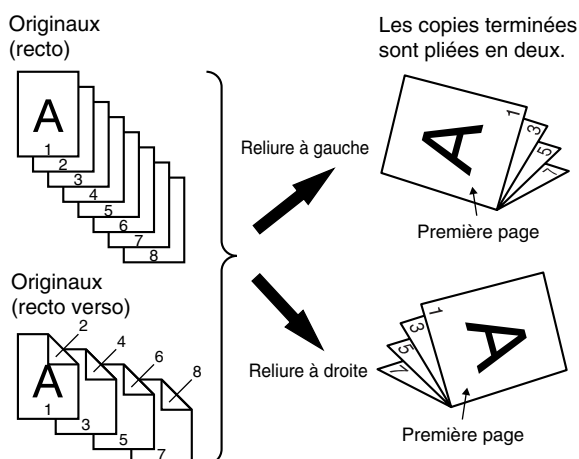 Originaux
(recto)
A
1
2
3
4
5
6
7
8
Originaux
(recto verso)
2
4
6
8
A
1
3
5
7
Reliure à gauche
Reliure à droite
Les copies terminées
sont pliées en deux.
A
1
3
5
7
Première page
1
3
5
7
A
Première page